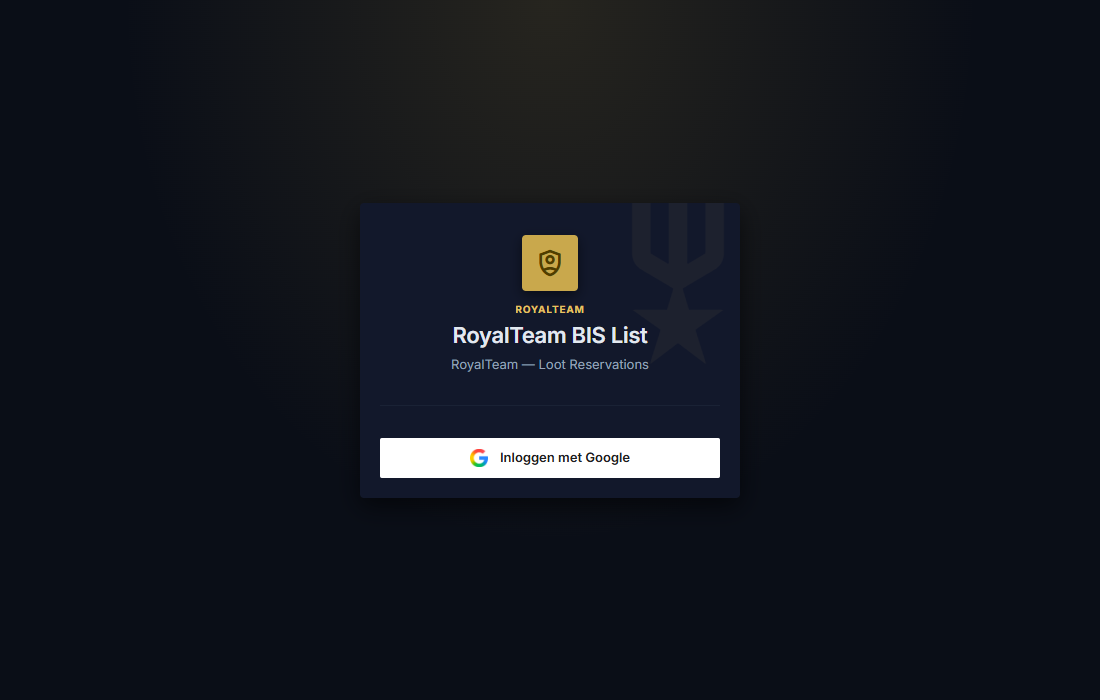 ROYALTEAM
RoyalTeam BIS List
RoyalTeam — Loot Reservations
Inloggen met Google